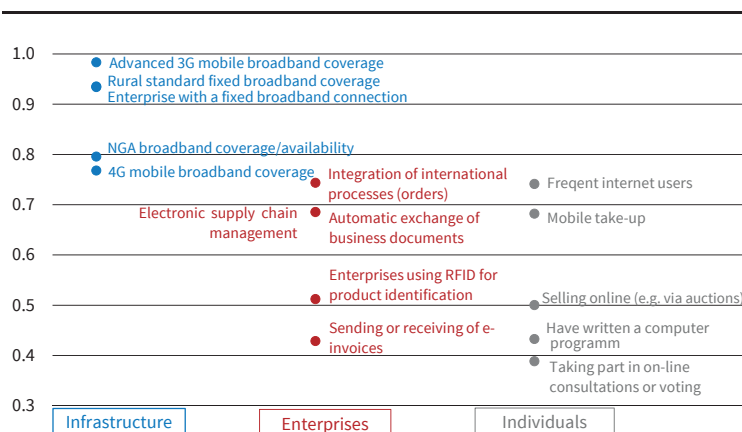 1.0
Advanced 3G mobile broadband coverage
Rural standard fixed broadband coverage
0.9
Enterprise with a fixed broadband connection
NGA broadband coverage/availability
0.8
4G mobile broadband coverage
Integration of international
processes (orders)
Freqent internet users
0.7
Electronic supply chain
management
Automatic exchange of
business documents
Mobile take-up
0.6
Enterprises using RFID for
product identification
Selling online (e.g. via auctions)
0.5
Sending or receiving of e-
invoices
Have written a computer
programm
0.4
Taking part in on-line
consultations or voting
0.3
Infrastructure
Enterprises
Individuals